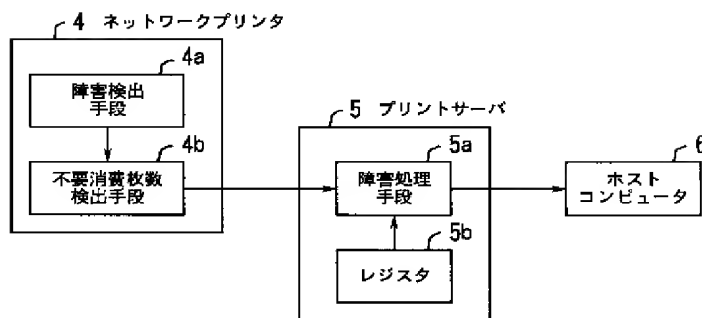 4 ネットワークプリンタ
4a
障害検出
手段
4b
不要消費枚数
検出手段
5 プリントサーバ
5a
障害処理
手段
5b
レジスタ
6
ホスト
コンピュータ